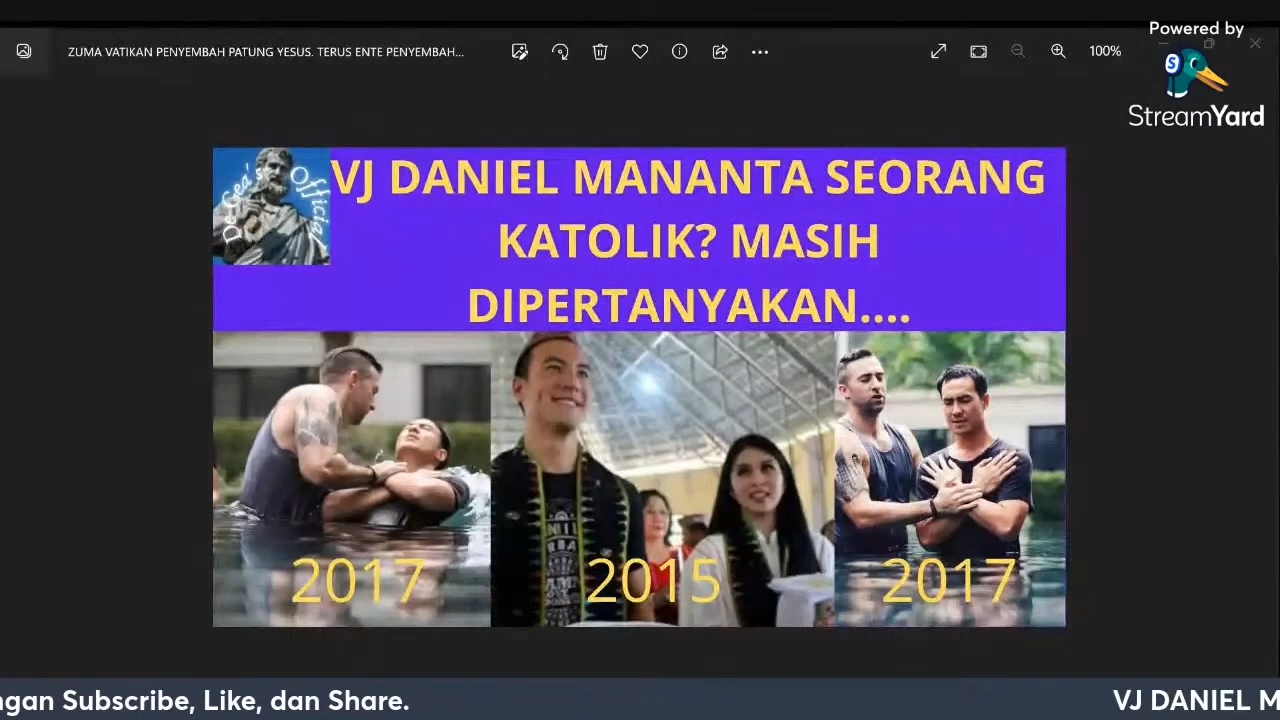 Powered by
StreamYard
ZUMA VATIKAN PENYEMBAH PATUNG YESUS. TERUS ENTE PENYEMBAH...
100%
De Gea's Official
VJ DANIEL MANANTA SEORANG
KATOLIK? MASIH
DIPERTANYAKAN....
2017
2015
2017
ngan Subscribe, Like, dan Share.
VJ DANIEL M